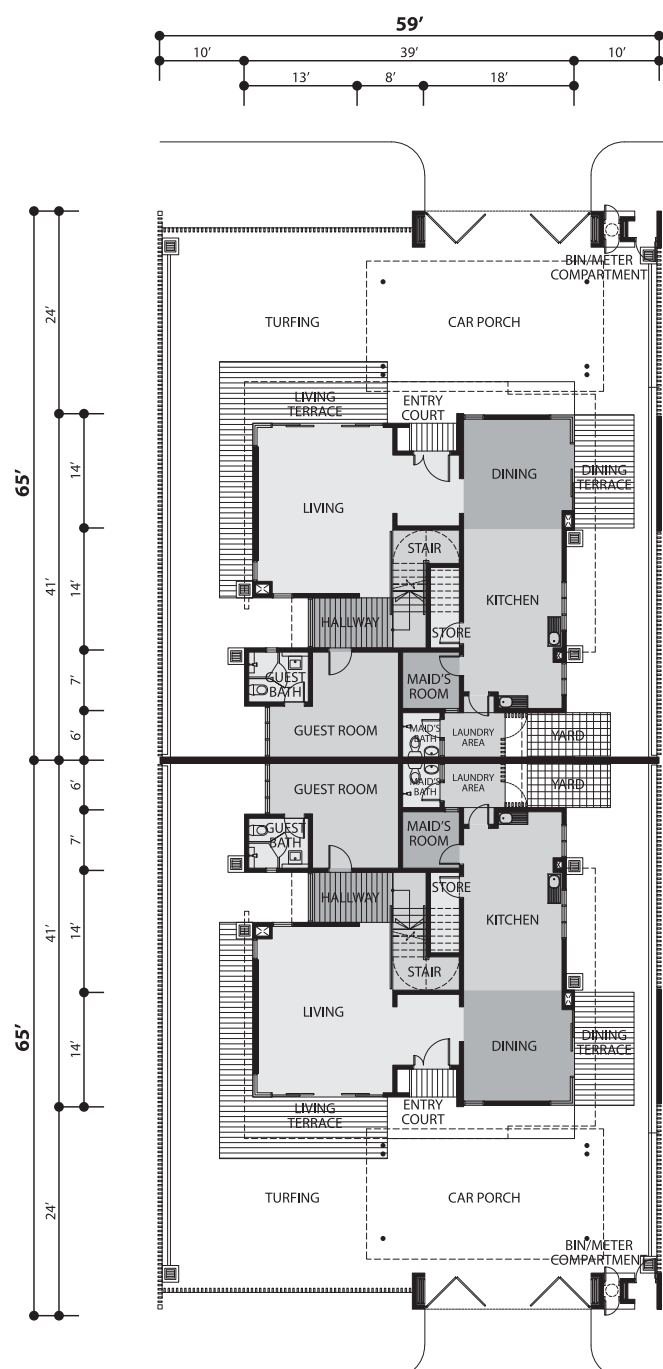 59'
10'
39'
10'
13'
8'
18'
BIN/METER
COMPARTMENT
24'
TURFING
CAR PORCH
LIVING
TERRACE
ENTRY
COURT
65'
14'
DINING
DINING
TERRACE
LIVING
STAIR
41'
14'
KITCHEN
HALLWAY
STORE
7'
GUEST
BATH
MAID'S
ROOM
6'
GUEST ROOM
MAID'S
BATH
LAUNDRY
AREA
YARD
6'
GUEST ROOM
MAID'S
BATH
LAUNDRY
AREA
YARD
7'
GUEST
BATH
MAID'S
ROOM
HALLWAY
STORE
41'
14'
KITCHEN
STAIR
65'
LIVING
14'
DINING
DINING
TERRACE
LIVING
TERRACE
ENTRY
COURT
24'
TURFING
CAR PORCH
BIN/METER
COMPARTMENT